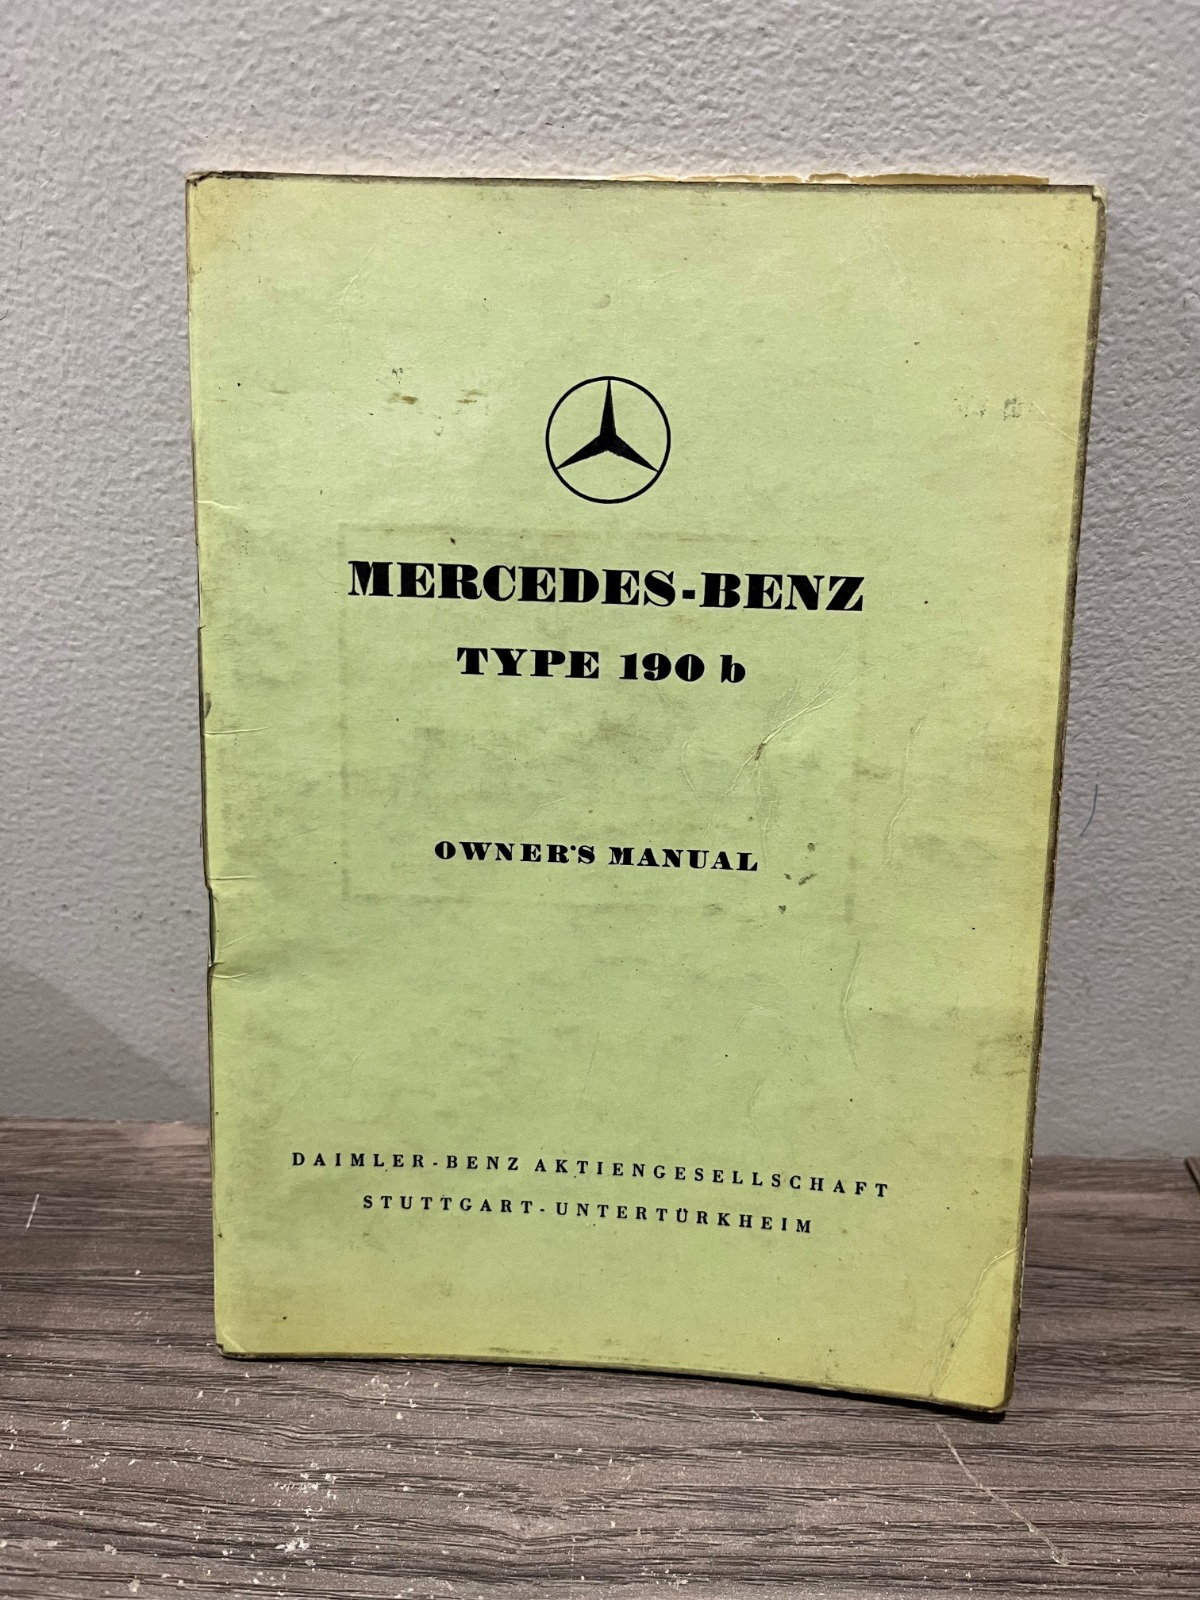 MERCEDES-BENZ
TYPE 190 b
OWNER'S MANUAL
DAIMLER-BENZ AKTIENGESELLSCHAFT
STUTTGART-UNTERTÜRKHEIM